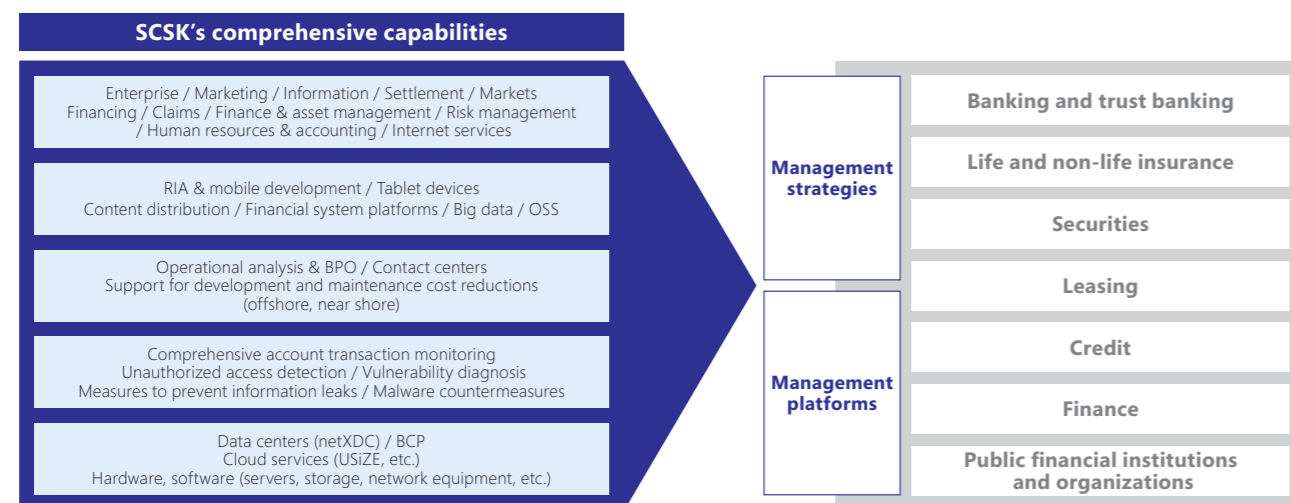 SCSK's comprehensive capabilities
Enterprise / Marketing / Information / Settlement / Markets
Financing / Claims / Finance & asset management / Risk management
/ Human resources & accounting / Internet services
RIA & mobile development / Tablet devices
Content distribution / Financial system platforms / Big data / OSS
Operational analysis & BPO / Contact centers
Support for development and maintenance cost reductions
(offshore, near shore)
Comprehensive account transaction monitoring
Unauthorized access detection / Vulnerability diagnosis
Measures to prevent information leaks / Malware countermeasures
Data centers (netXDC) / BCP
Cloud services (USiZE, etc.)
Hardware, software (servers, storage, network equipment, etc.)
Management
strategies
Management
platforms
Banking and trust banking
Life and non-life insurance
Securities
Leasing
Credit
Finance
Public financial institutions
and organizations